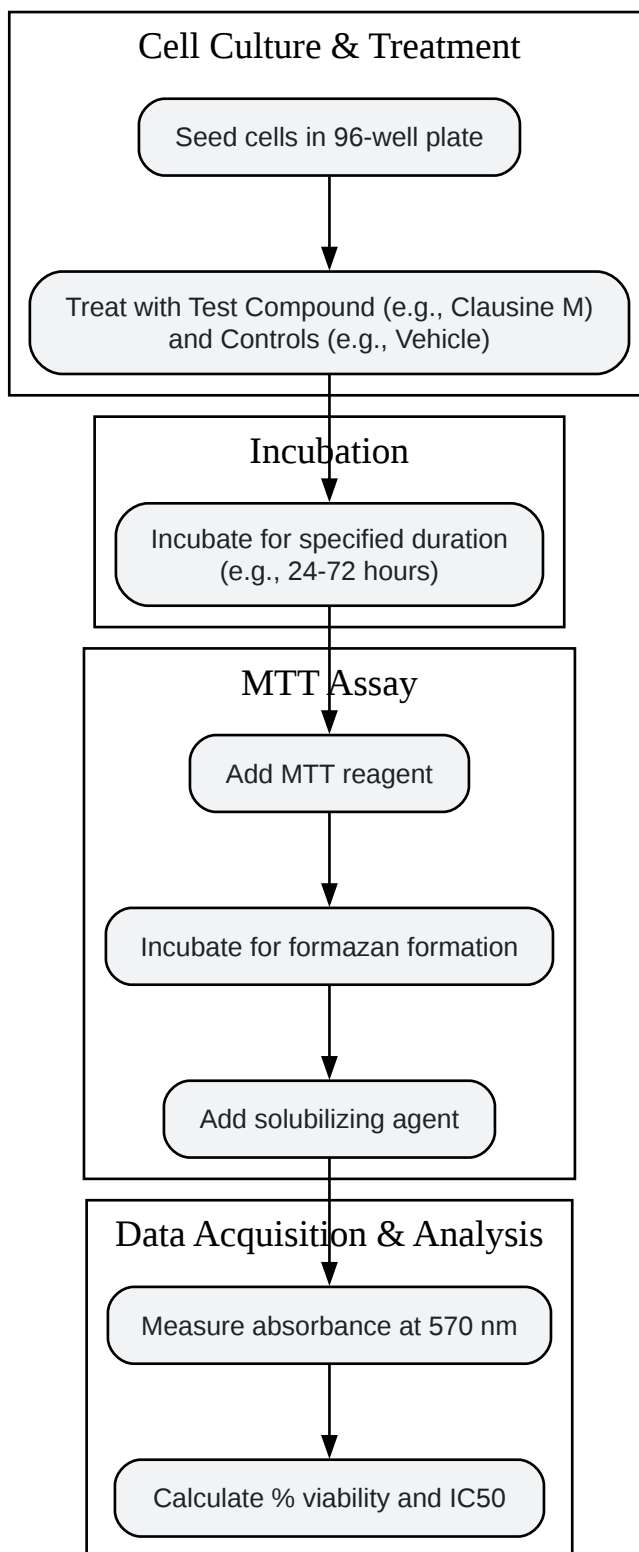 Cell Culture & Treatment
Seed cells in 96-well plate
Treat with Test Compound (e.g., Clausine M)
and Controls (e.g., Vehicle)
Incubation
Incubate for specified duration
(e.g., 24-72 hours)
MTT Assay
Add MTT reagent
Incubate for formazan formation
Add solubilizing agent
Data Acquisition & Analysis
Measure absorbance at 570 nm
Calculate % viability and IC50